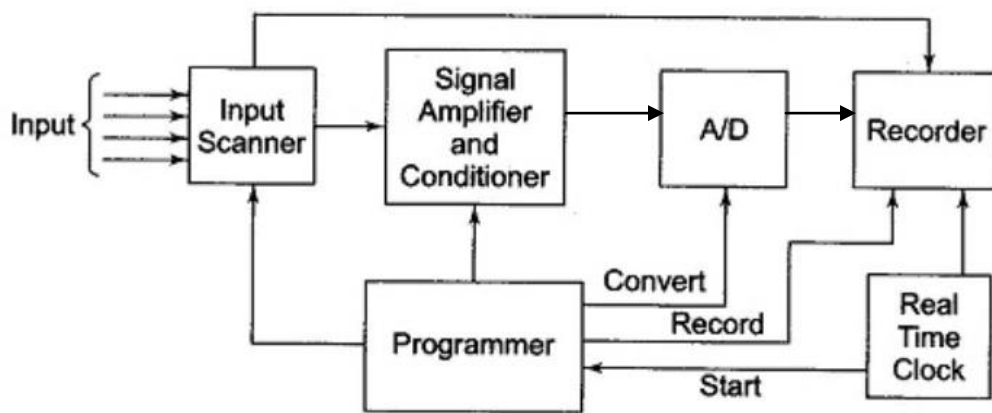 Input
Input
Scanner
Signal
Amplifier
and
Conditioner
A/D
Recorder
Convert
Programmer
Record
Start
Real
Time
Clock